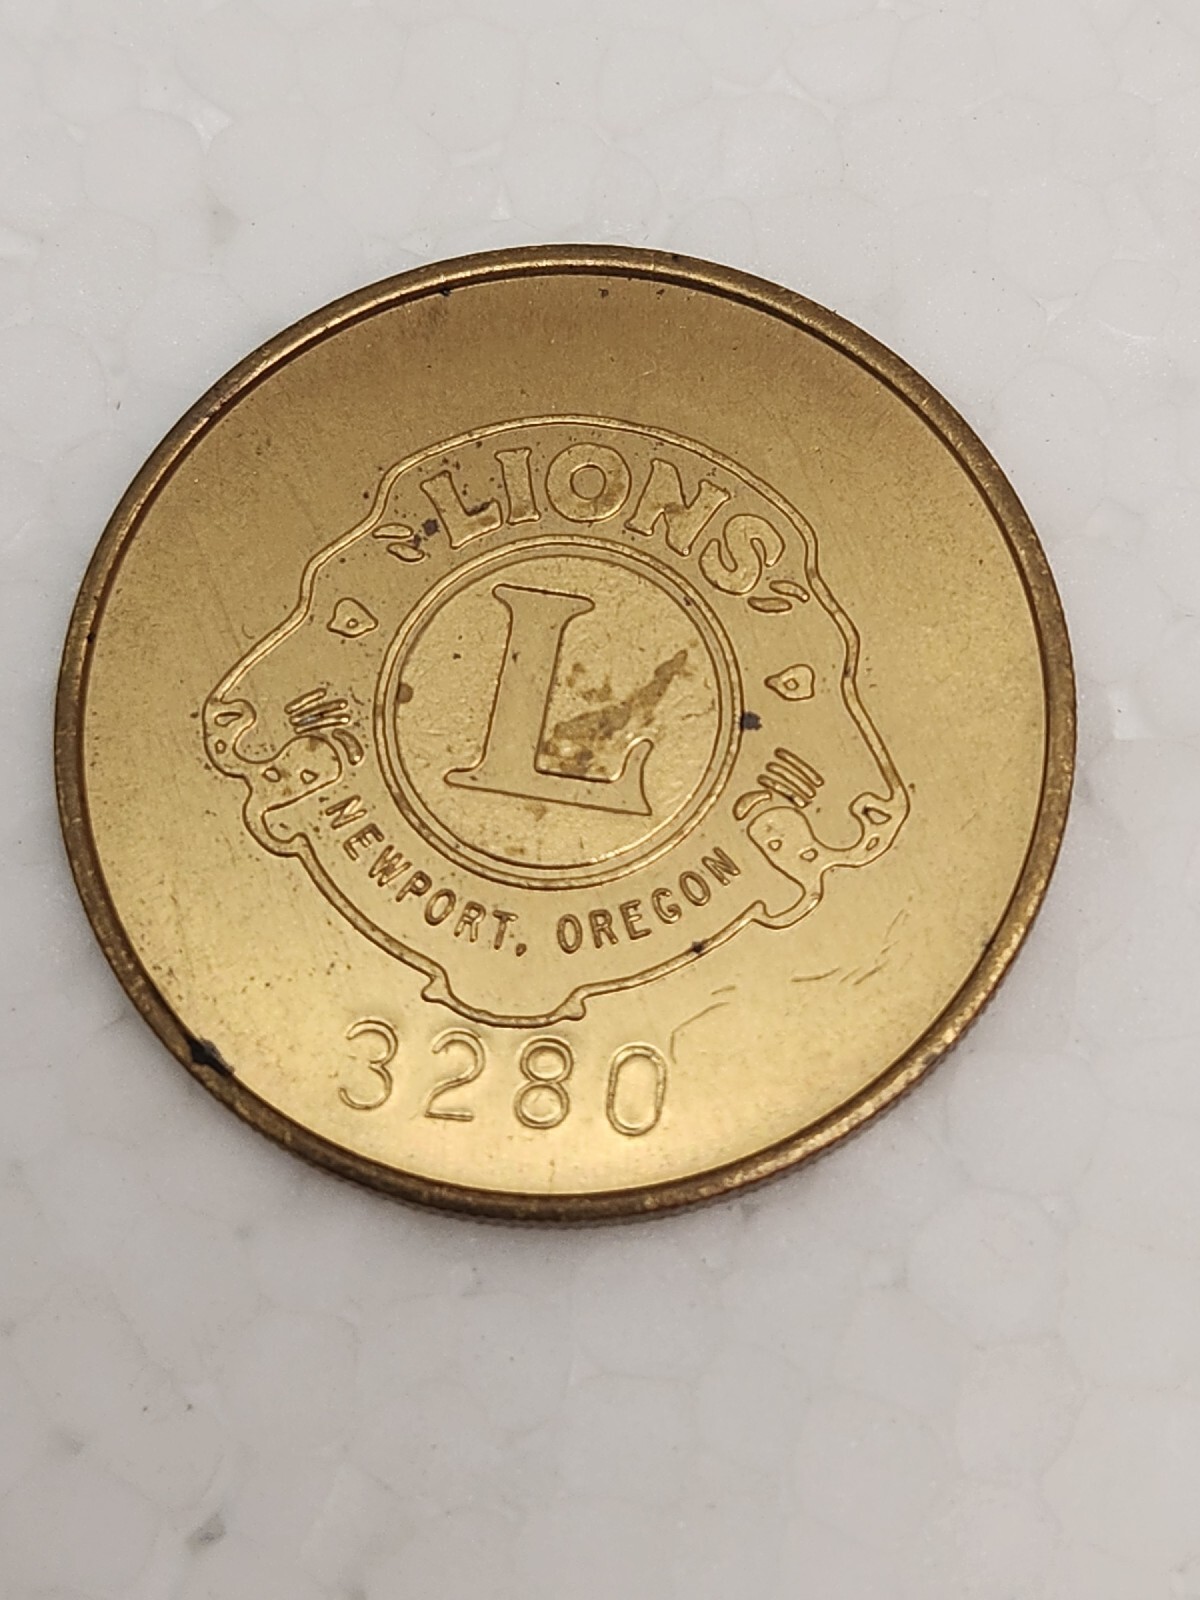 LIONS
L
NEWPORT, OREGON
3280